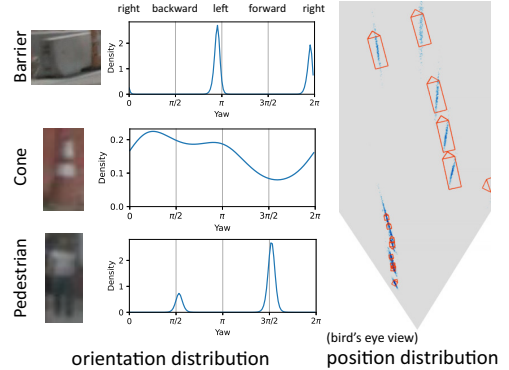 right backward left forward right
Barrier
Density
0
1
2
0 π/2 π 3π/2 2π
Yaw
Cone
Density
0.0
0.1
0.2
0 π/2 π 3π/2 2π
Yaw
Pedestrian
Density
0
1
2
0 π/2 π 3π/2 2π
Yaw
orientation distribution
(bird's eye view)
position distribution